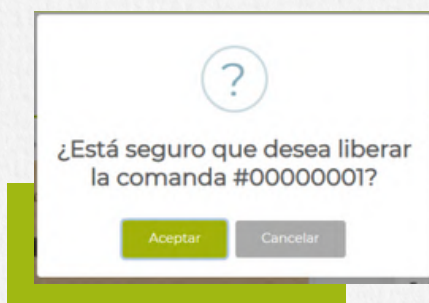 ?
¿Está seguro que desea liberar
la comanda #00000001?
Aceptar
Cancelar